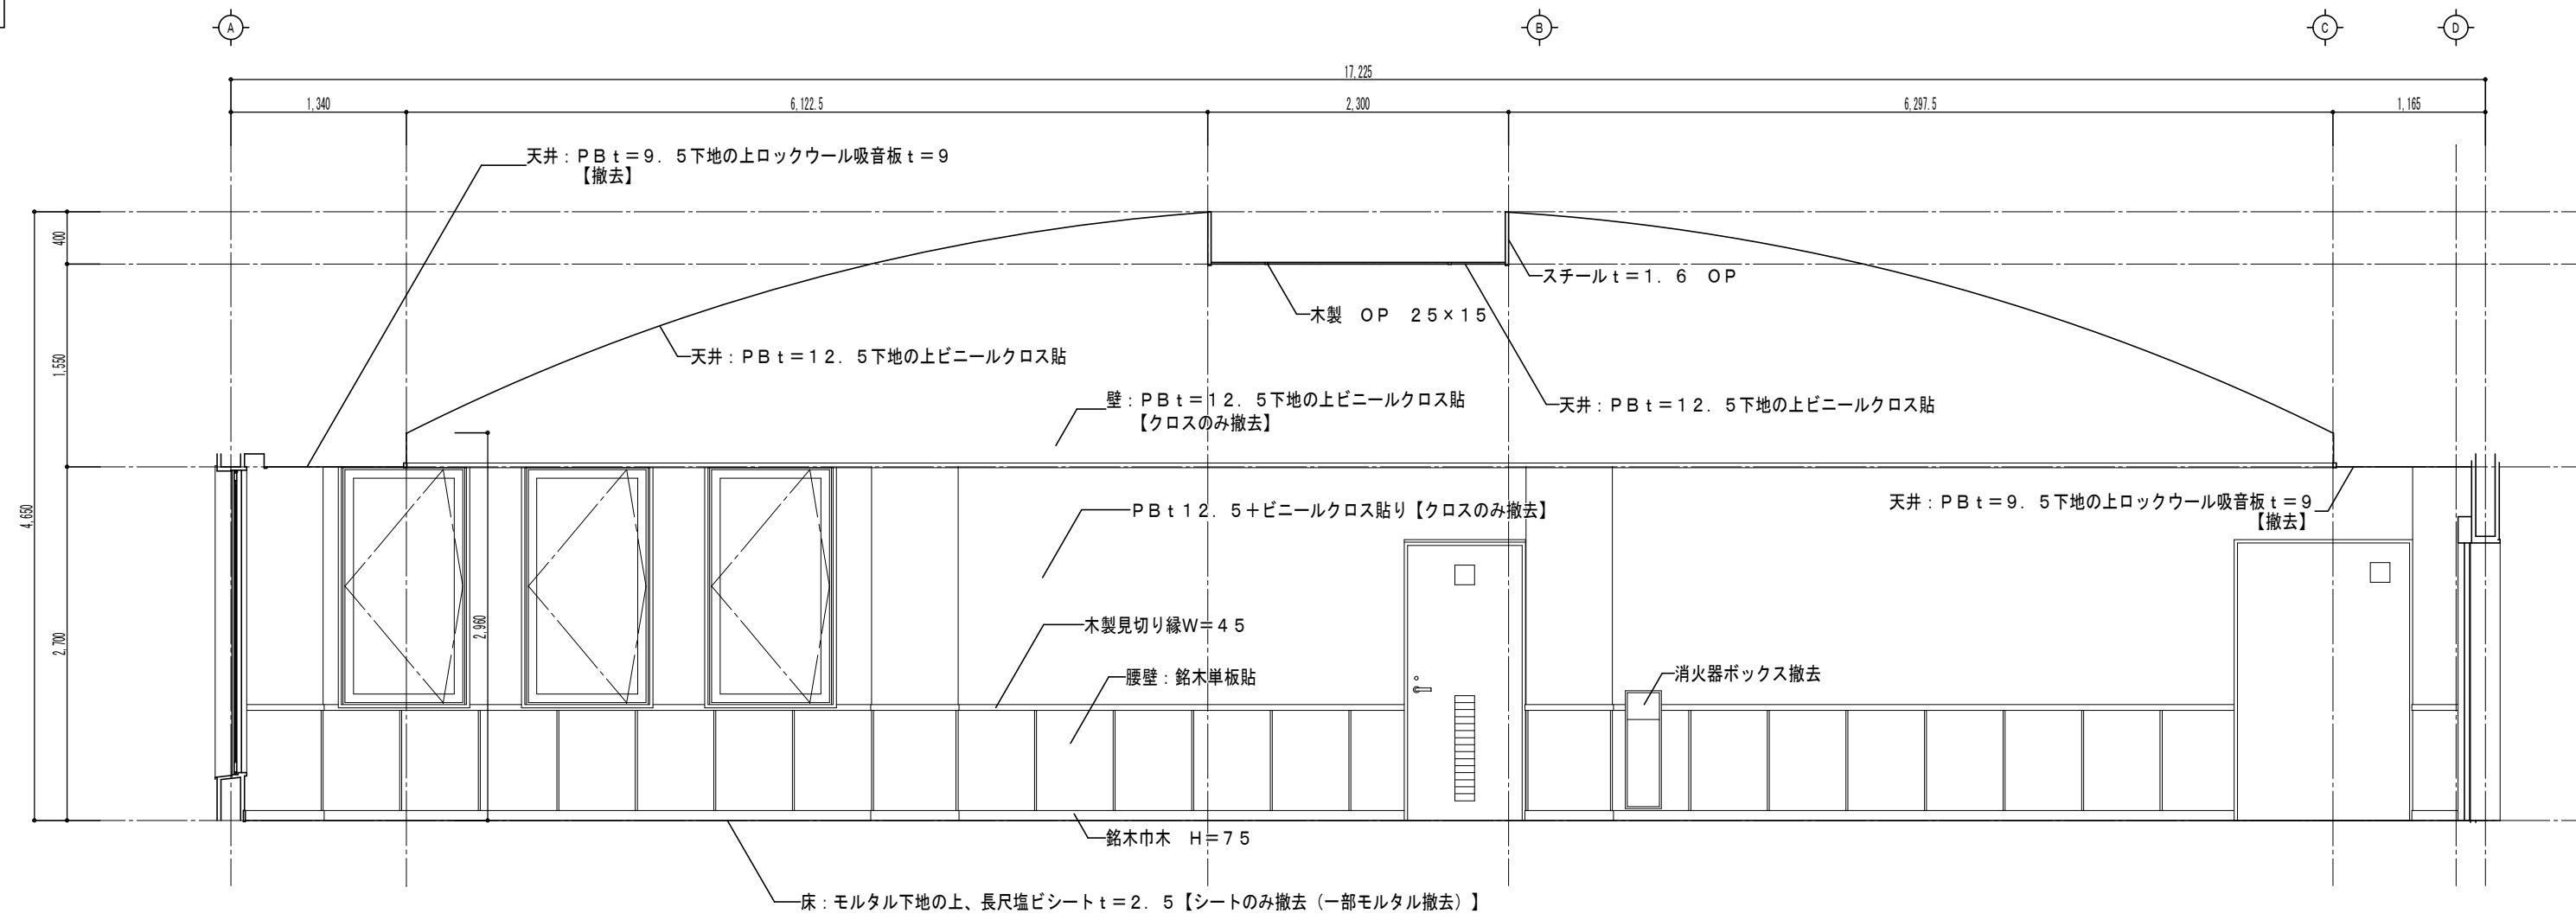 A
B
C
D
17,225
1,340
6,122.5
2,300
6,297.5
1,165
天井：ＰＢｔ＝９．５下地の上ロックウール吸音板ｔ＝９
【撤去】
400
スチールｔ＝１．６　ＯＰ
木製　ＯＰ　２５×１５
1,550
天井：ＰＢｔ＝１２．５下地の上ビニールクロス貼
壁：ＰＢｔ＝１２．５下地の上ビニールクロス貼
【クロスのみ撤去】
天井：ＰＢｔ＝１２．５下地の上ビニールクロス貼
4,650
ＰＢｔ１２．５＋ビニールクロス貼り【クロスのみ撤去】
天井：ＰＢｔ＝９．５下地の上ロックウール吸音板ｔ＝９
【撤去】
2,700
2,960
木製見切り縁Ｗ＝４５
腰壁：銘木単板貼
消火器ボックス撤去
銘木巾木　Ｈ＝７５
床：モルタル下地の上、長尺塩ビシートｔ＝２．５【シートのみ撤去（一部モルタル撤去）】